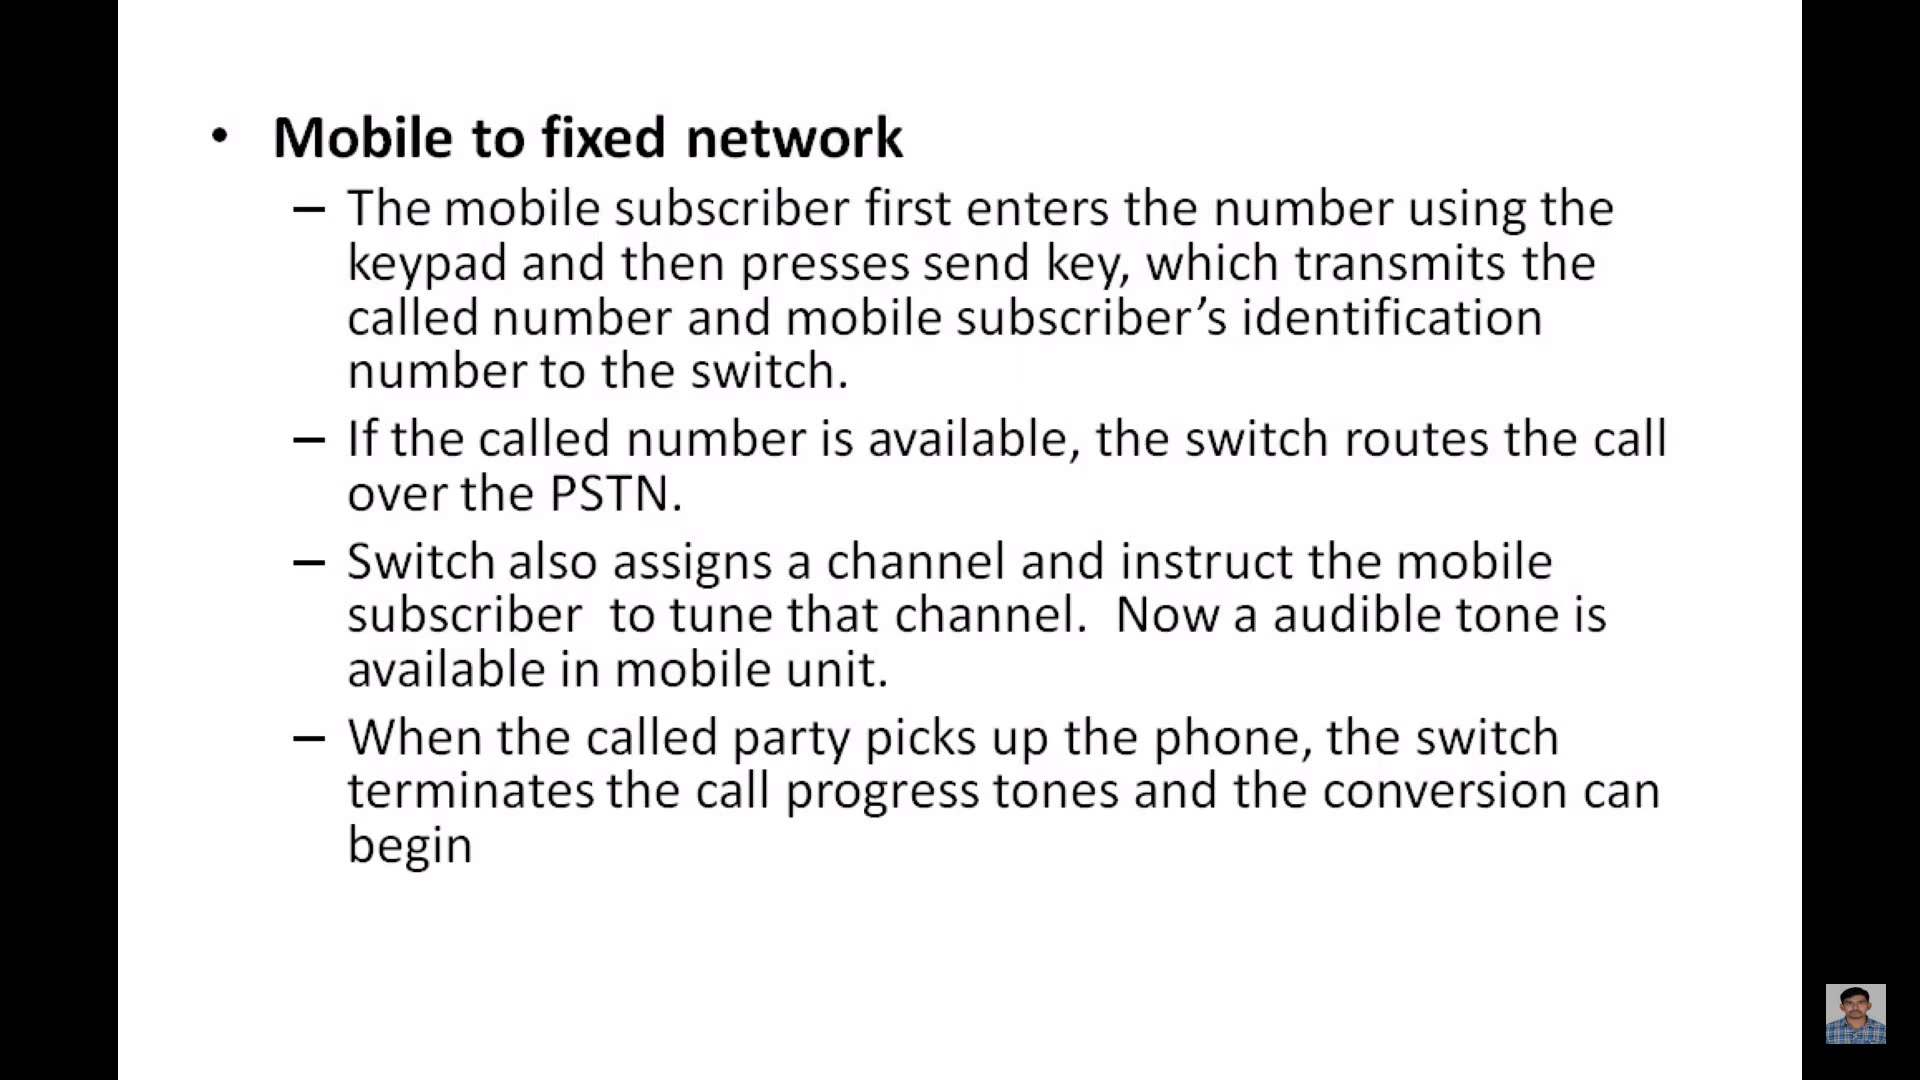 • Mobile to fixed network
– The mobile subscriber first enters the number using the
keypad and then presses send key, which transmits the
called number and mobile subscriber’s identification
number to the switch.
– If the called number is available, the switch routes the call
over the PSTN.
– Switch also assigns a channel and instruct the mobile
subscriber  to tune that channel.  Now a audible tone is
available in mobile unit.
– When the called party picks up the phone, the switch
terminates the call progress tones and the conversion can
begin